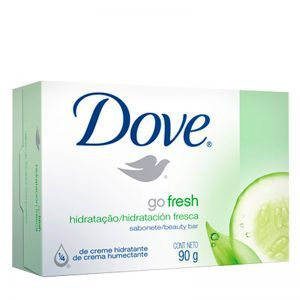 Dove®
go fresh
hidratação/hidratación fresca
sabonete/beauty bar
¼
de creme hidratante
de crema humectante
CONT. NETO
90 g